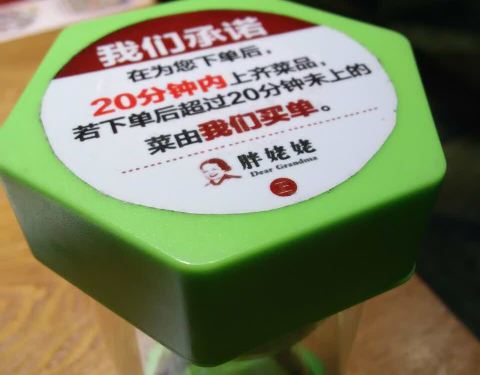 我们承诺
在为您下单后，
20分钟内上齐菜品，
若下单后超过20分钟未上的
菜由我们买单。
胖姥姥
Dear Grandma